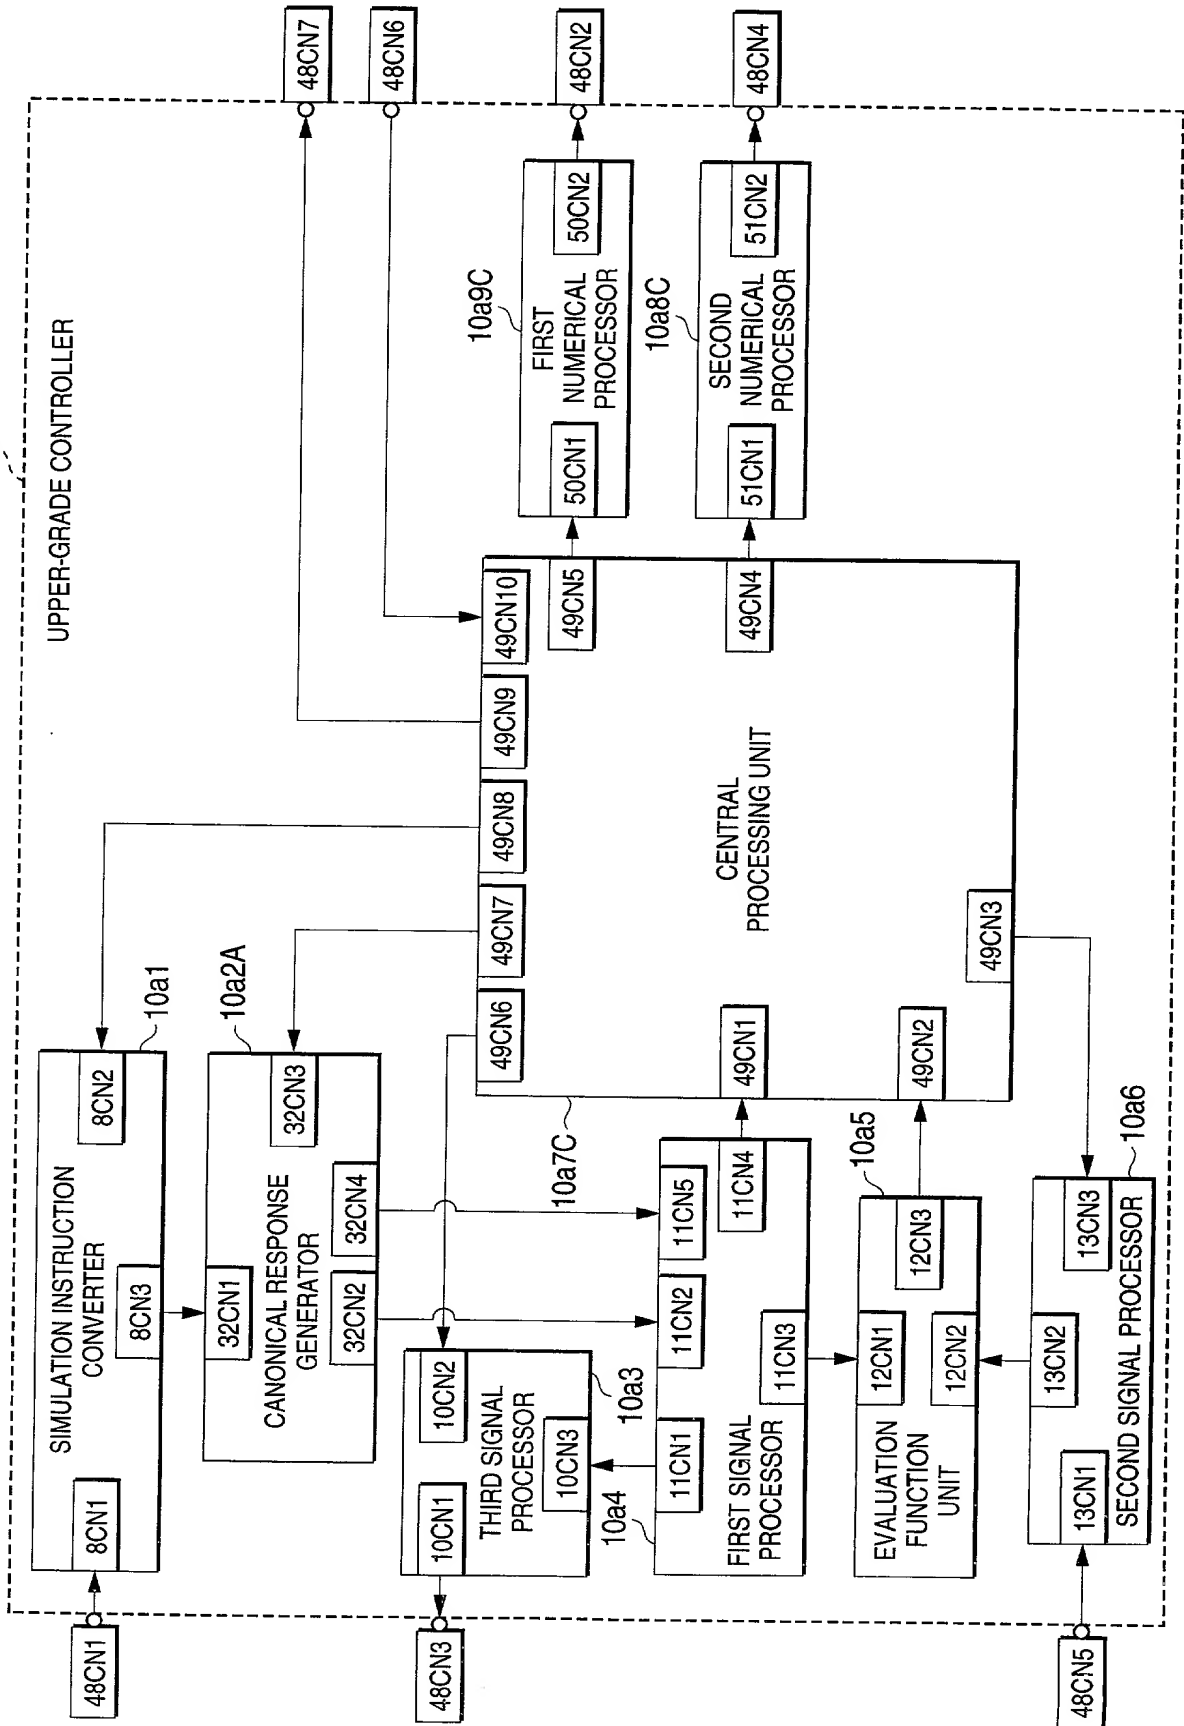 UPPER-GRADE CONTROLLER
48CN1
48CN3
48CN5
48CN7
48CN6
48CN2
48CN4
SIMULATION INSTRUCTION
CONVERTER
8CN1
8CN2
8CN3
10a1
CANONICAL RESPONSE
GENERATOR
32CN1
32CN2
32CN3
32CN4
10a2A
THIRD SIGNAL
PROCESSOR
10CN1
10CN2
10CN3
10a3
FIRST SIGNAL
PROCESSOR
11CN1
11CN2
11CN5
11CN3
11CN4
10a4
EVALUATION
FUNCTION
UNIT
12CN1
12CN2
12CN3
10a5
SECOND SIGNAL PROCESSOR
13CN1
13CN2
13CN3
10a6
CENTRAL
PROCESSING UNIT
49CN6
49CN7
49CN8
49CN9
49CN10
49CN5
49CN4
49CN1
49CN2
49CN3
10a7C
FIRST
NUMERICAL
PROCESSOR
50CN1
50CN2
10a9C
SECOND
NUMERICAL
PROCESSOR
51CN1
51CN2
10a8C